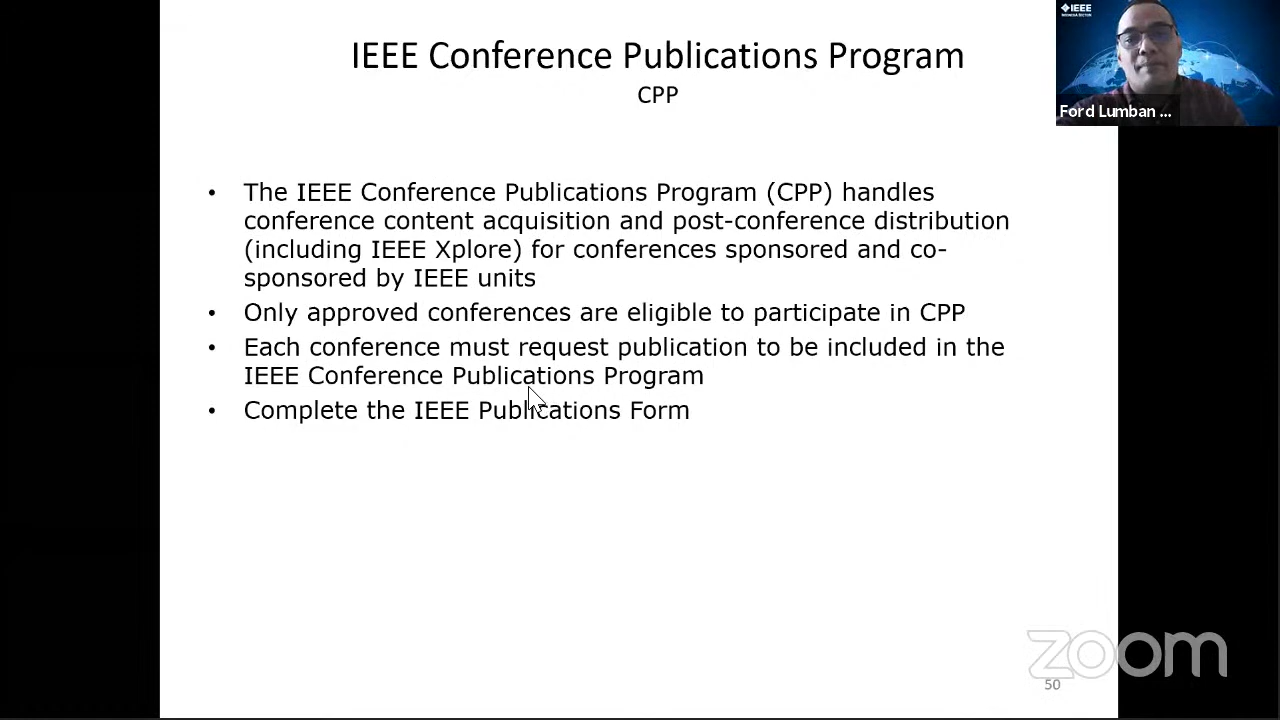 IEEE Conference Publications Program
CPP
IEEE
INDONESIA SECTION
Ford Lumban ...
• The IEEE Conference Publications Program (CPP) handles
conference content acquisition and post-conference distribution
(including IEEE Xplore) for conferences sponsored and co-
sponsored by IEEE units
• Only approved conferences are eligible to participate in CPP
• Each conference must request publication to be included in the
IEEE Conference Publications Program
• Complete the IEEE Publications Form
zoom
50